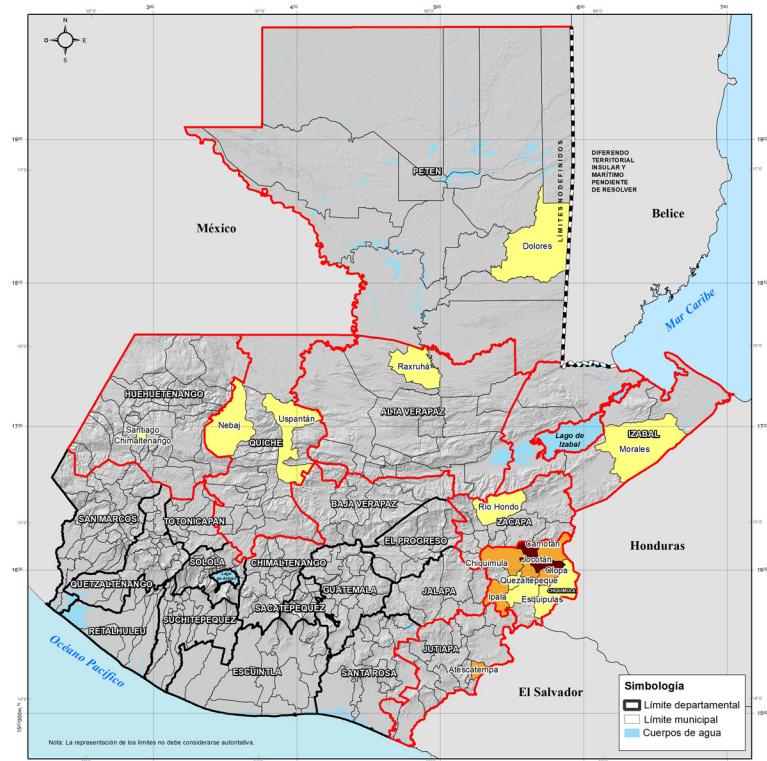 N
O E
S
México
Belice
Mar Caribe
Honduras
El Salvador
Océano Pacífico
DIFERENDO
TERRITORIAL
INSULAR Y
MARÍTIMO
PENDIENTE
DE RESOLVER
LÍMITES NO DEFINIDOS
PETEN
Dolores
Raxruhá
HUEHUETENANGO
Santiago
Chimaltenango
Nebaj
Uspantán
QUICHE
ALTA VERAPAZ
Lago de
Izabal
IZABAL
Morales
SAN MARCOS
TOTONICAPAN
BAJA VERAPAZ
Río Hondo
ZACAPA
EL PROGRESO
Camotán
Jocotán
Olopa
Chiquimula
Quezaltepeque
CHIQUIMULA
Ipala
Esquipulas
QUETZALTENANGO
SOLOLA
CHIMALTENANGO
GUATEMALA
JALAPA
SACATEPEQUEZ
SUCHITEPEQUEZ
RETALHULEU
ESCUINTLA
SANTA ROSA
JUTIAPA
Atescatempa
Simbología
Límite departamental
Límite municipal
Cuerpos de agua
Nota: La representación de los límites no debe considerarse autoritativa.